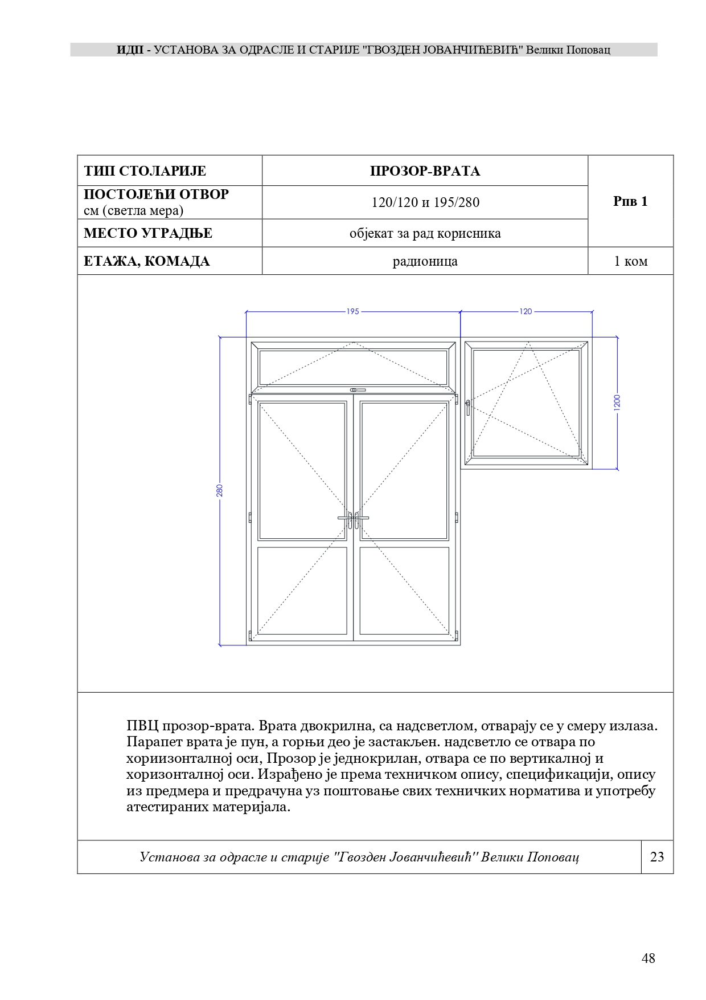 ИДП - УСТАНОВА ЗА ОДРАСЛЕ И СТАРИЈЕ "ГВОЗДЕН ЈОВАНЧИЋЕВИЋ" Велики Поповац
ТИП СТОЛАРИЈЕ
ПРОЗОР-ВРАТА
ПОСТОЈЕЋИ ОТВОР
см (светла мера)
120/120 и 195/280
Рпв 1
МЕСТО УГРАДЊЕ
објекат за рад корисника
ЕТАЖА, КОМАДА
радионица
1 ком
195
120
1200
280
ПВЦ прозор-врата. Врата двокрилна, са надсветлом, отварају се у смеру излаза.
Парапет врата је пун, а горњи део је застакљен. надсветло се отвара по
хориизонталној оси, Прозор је једнокрилан, отвара се по вертикалној и
хоризонталној оси. Израђено је према техничком опису, спецификацији, опису
из предмера и предрачуна уз поштовање свих техничких норматива и употребу
атестираних материјала.
Установа за одрасле и старије "Гвозден Јованчићевић" Велики Поповац
23
48